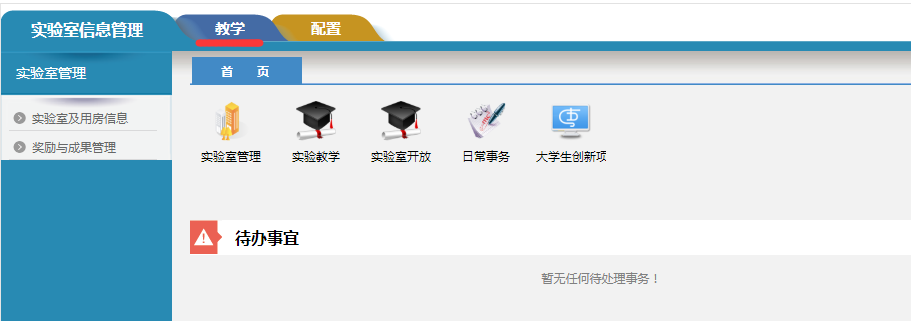 实验室信息管理
教学
配置
实验室管理
首 页
实验室及用房信息
奖励与成果管理
实验室管理
实验教学
实验室开放
日常事务
大学生创新项
待办事宜
暂无任何待处理事务！